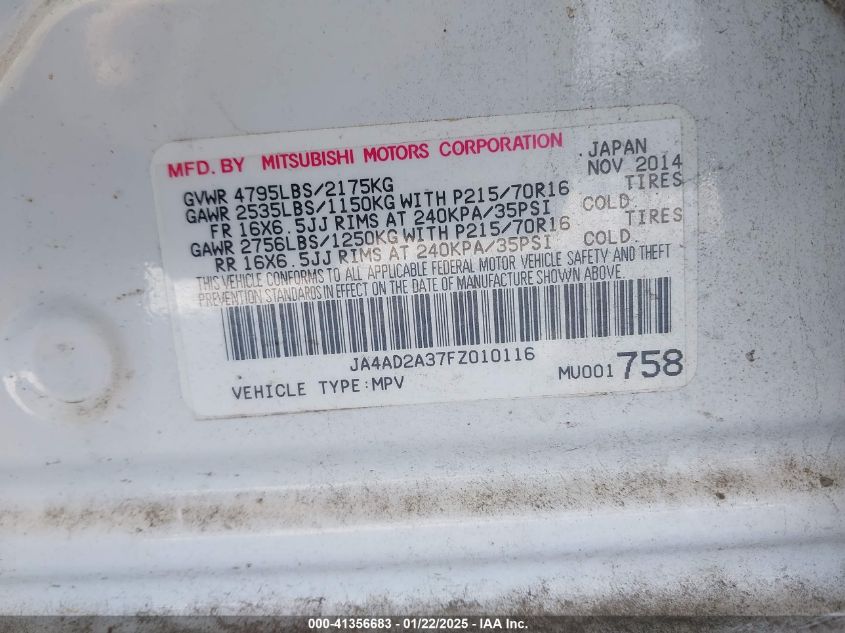 MFD. BY MITSUBISHI MOTORS CORPORATION JAPAN
NOV 2014
GVWR 4795LBS/2175KG
GAWR 2535LBS/1150KG WITH P215/70R16 TIRES
FR 16X6.5JJ RIMS AT 240KPA/35PSI COLD
GAWR 2756LBS/1250KG WITH P215/70R16 TIRES
RR 16X6.5JJ RIMS AT 240KPA/35PSI COLD
THIS VEHICLE CONFORMS TO ALL APPLICABLE FEDERAL MOTOR VEHICLE SAFETY AND THEFT
PREVENTION STANDARDS IN EFFECT ON THE DATE OF MANUFACTURE SHOWN ABOVE.
JA4AD2A37FZ010116
VEHICLE TYPE:MPV MU001 758
000-41356683 - 01/22/2025 - IAA Inc.